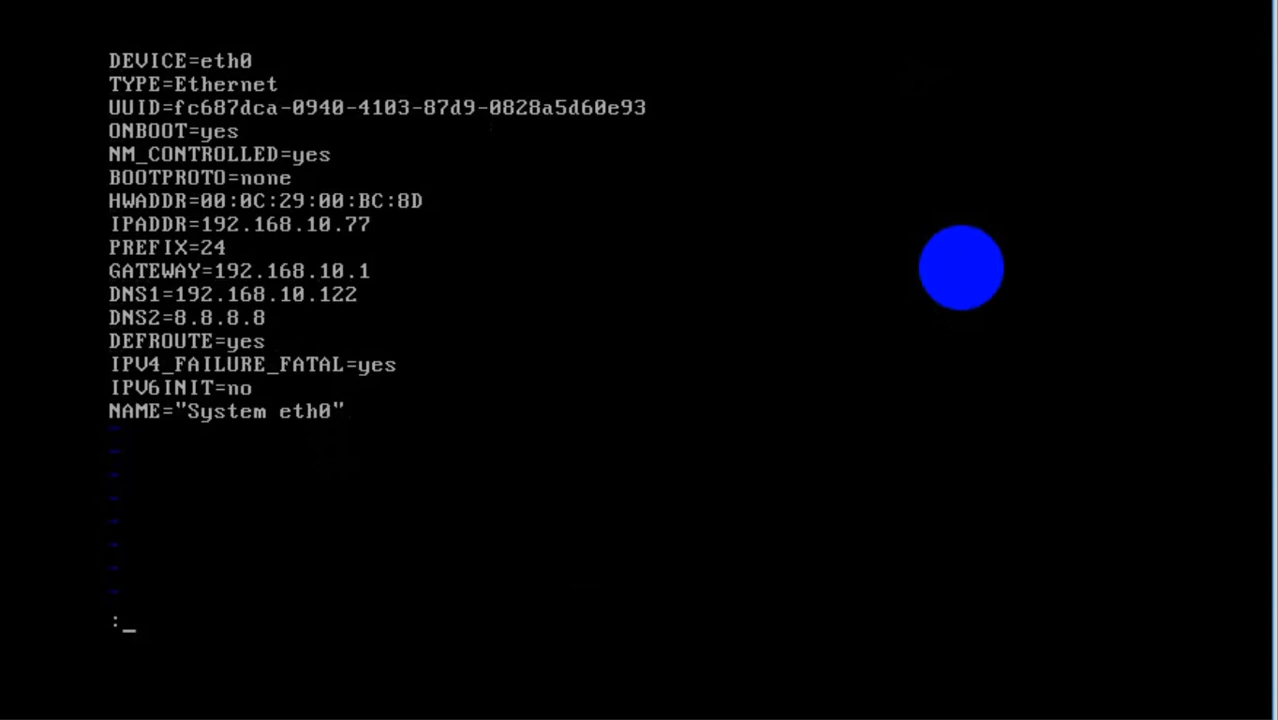 DEVICE=eth0
TYPE=Ethernet
UUID=fc687dca-0940-4103-87d9-0828a5d60e93
ONBOOT=yes
NM_CONTROLLED=yes
BOOTPROTO=none
HWADDR=00:0C:29:00:BC:8D
IPADDR=192.168.10.77
PREFIX=24
GATEWAY=192.168.10.1
DNS1=192.168.10.122
DNS2=8.8.8.8
DEFROUTE=yes
IPV4_FAILURE_FATAL=yes
IPV6INIT=no
NAME="System eth0"
~
~
~
~
~
~
~
~
:_